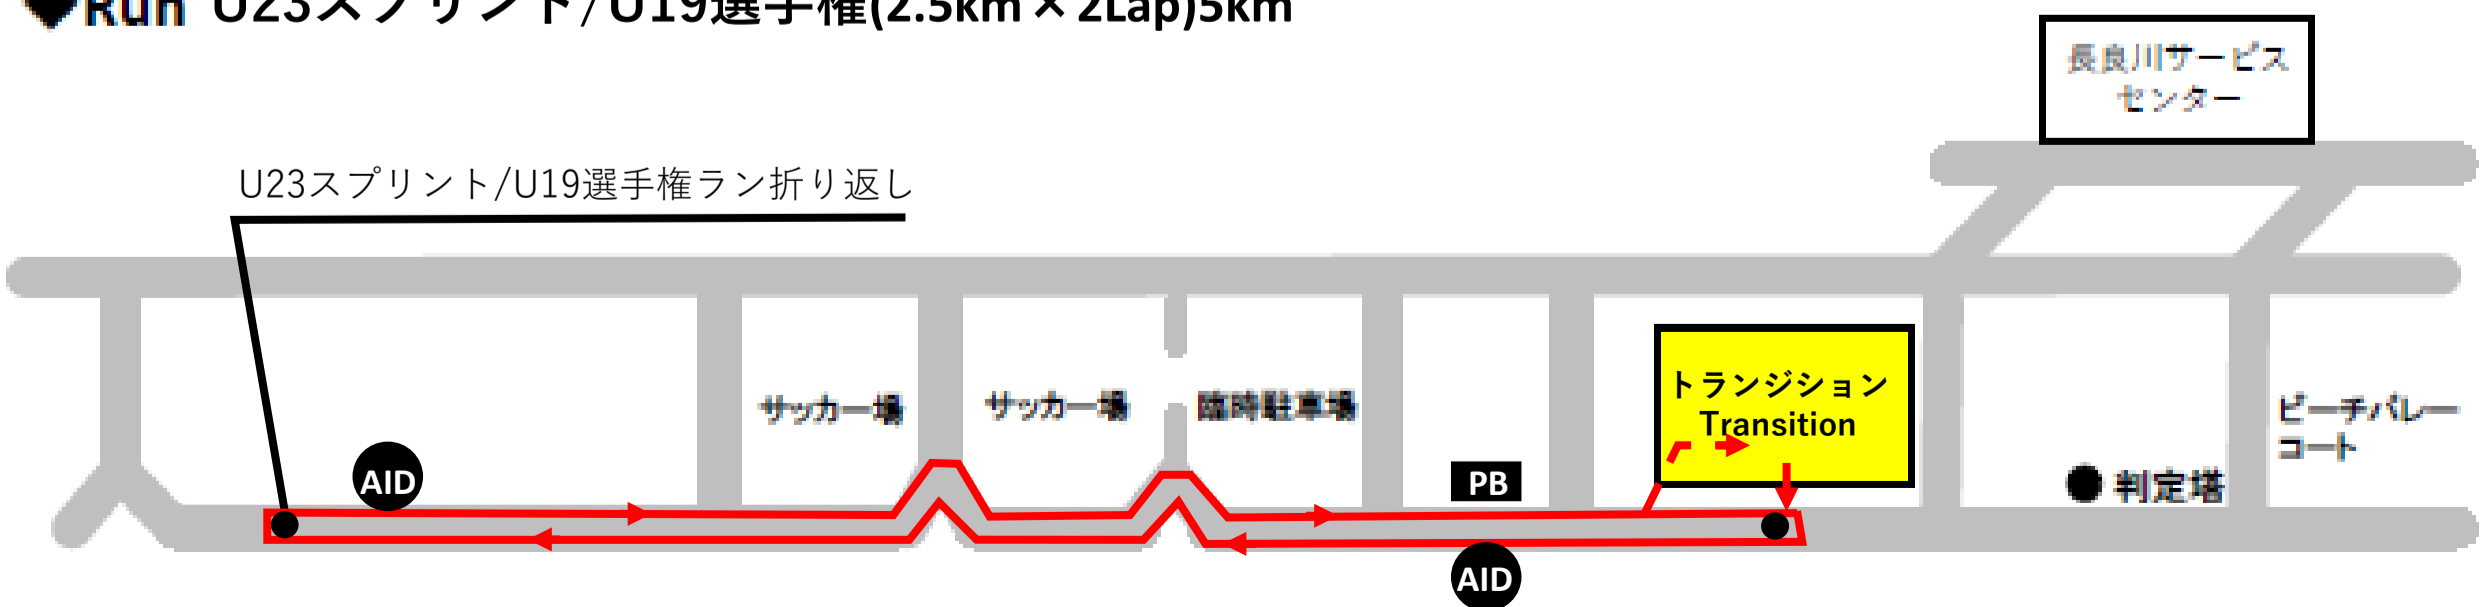 Run U23スプリント/U19選手権(2.5km×2Lap)5km
長良川サービス
センター
U23スプリント/U19選手権ラン折り返し
サッカー場
サッカー場
臨時駐車場
トランジション
Transition
ビーチバレー
コート
AID
PB
判定塔
AID